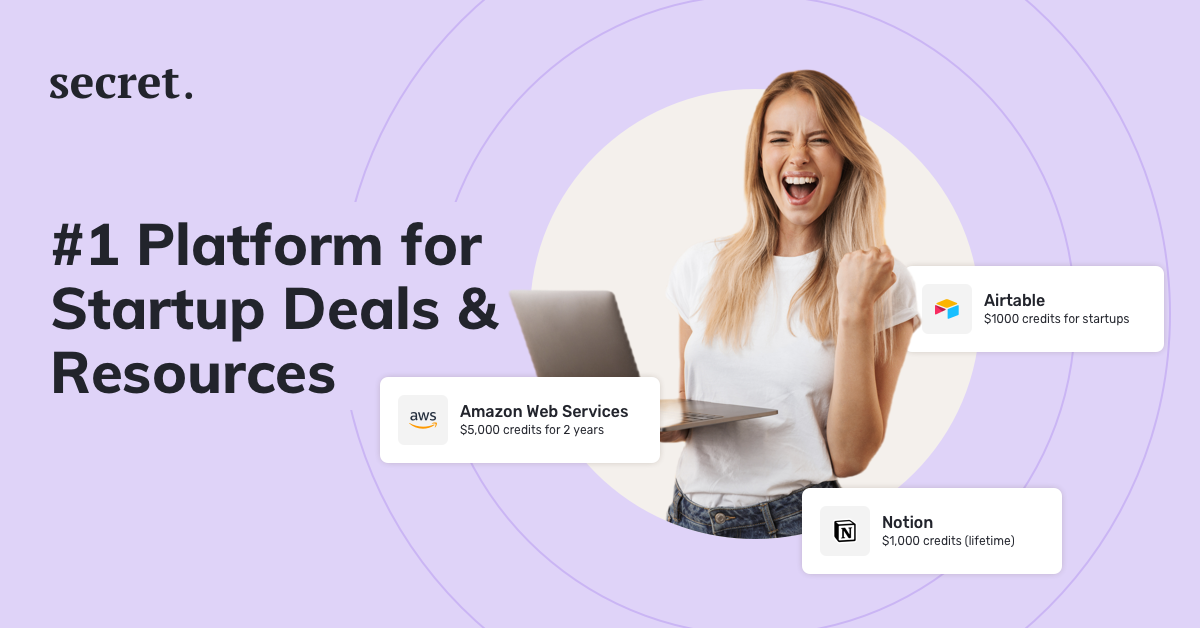 secret.
#1 Platform for
Startup Deals &
Resources
Airtable
$1000 credits for startups
aws
Amazon Web Services
$5,000 credits for 2 years
N
Notion
$1,000 credits (lifetime)